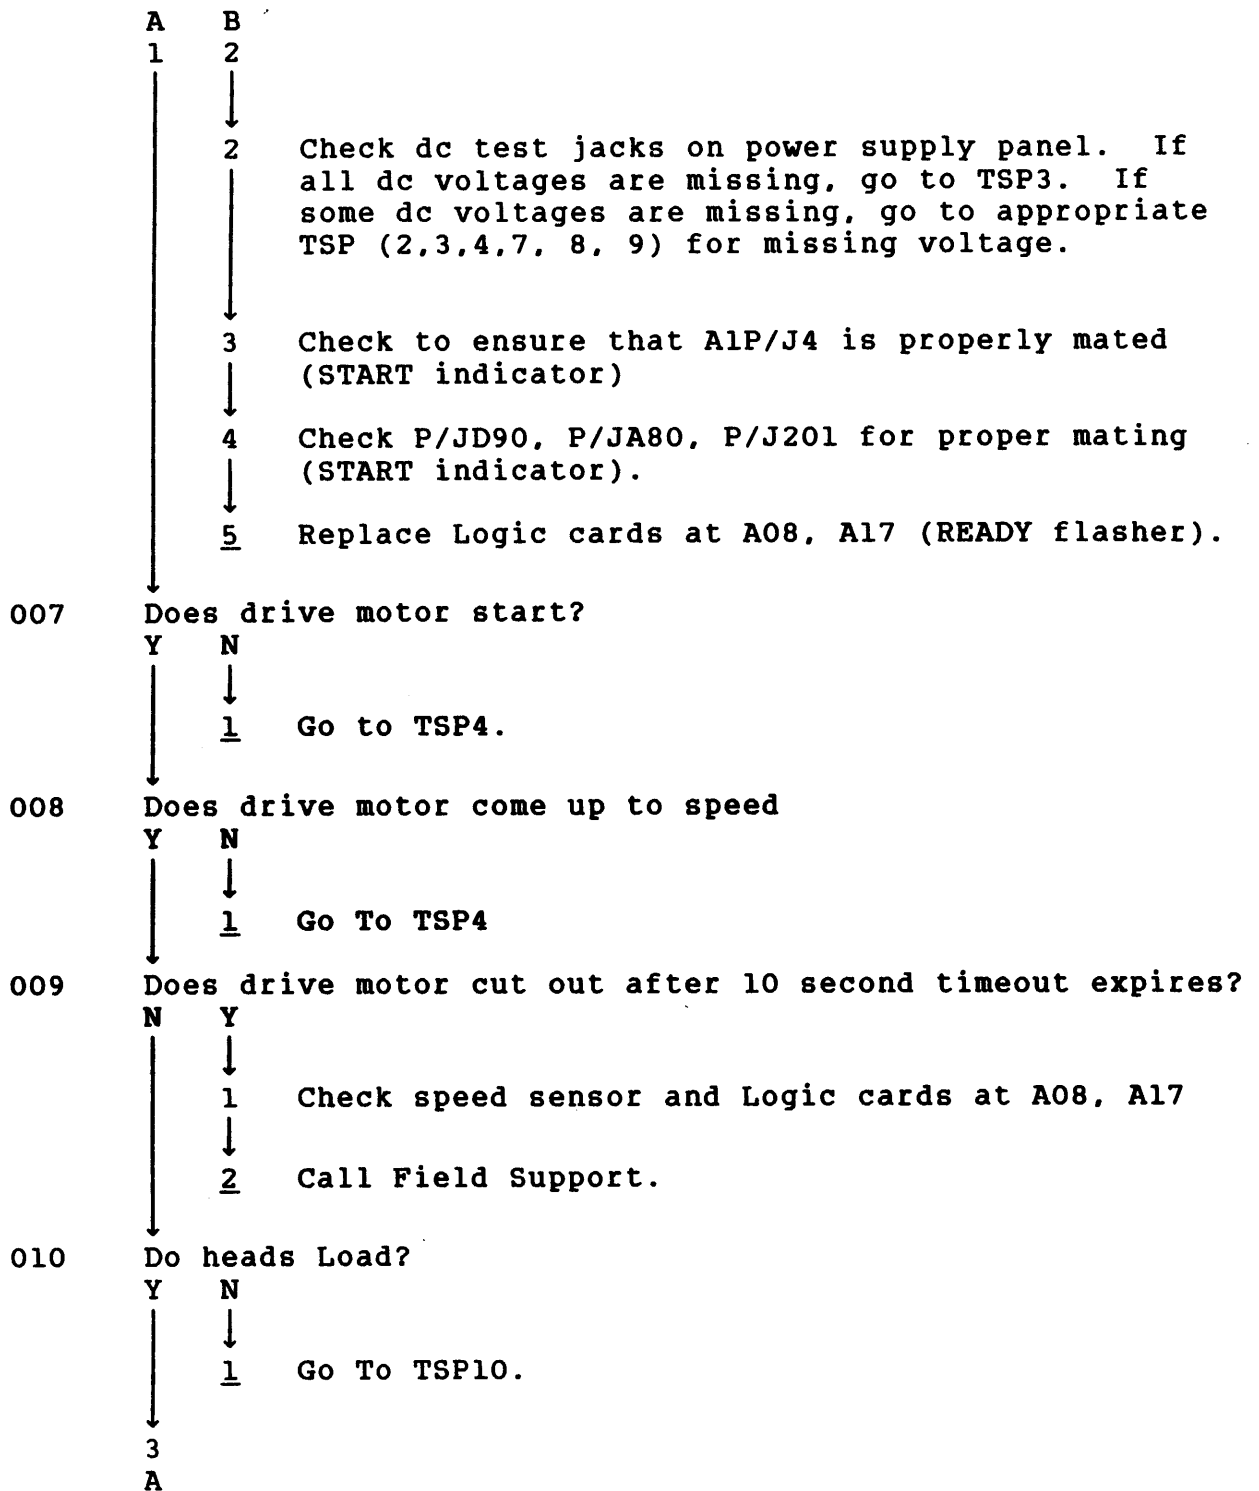 A B
1 2
2 Check dc test jacks on power supply panel. If
all dc voltages are missing, go to TSP3. If
some dc voltages are missing, go to appropriate
TSP (2,3,4,7, 8, 9) for missing voltage.
3 Check to ensure that A1P/J4 is properly mated
(START indicator)
4 Check P/JD90, P/JA80, P/J201 for proper mating
(START indicator).
5 Replace Logic cards at A08, A17 (READY flasher).
007 Does drive motor start?
Y N
1 Go to TSP4.
008 Does drive motor come up to speed
Y N
1 Go To TSP4
009 Does drive motor cut out after 10 second timeout expires?
N Y
1 Check speed sensor and Logic cards at A08, A17
2 Call Field Support.
010 Do heads Load?
Y N
1 Go To TSP10.
3
A